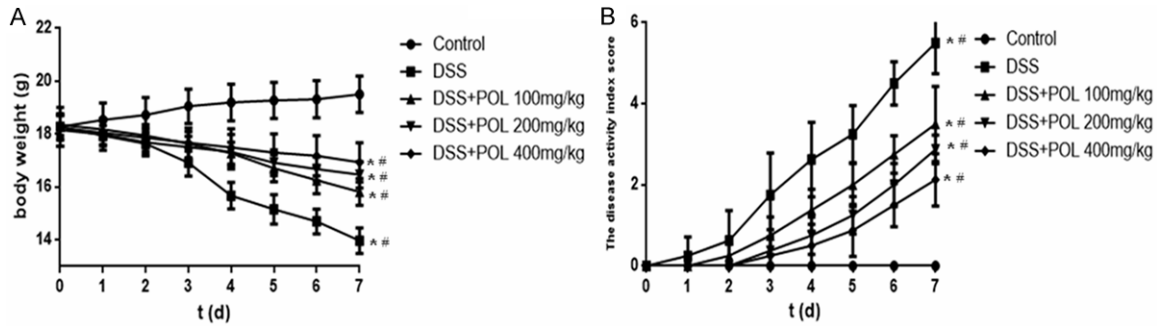 A
body weight (g)
22
20
18
16
14
0 1 2 3 4 5 6 7
t (d)
Control
DSS
DSS+POL 100mg/kg
DSS+POL 200mg/kg
DSS+POL 400mg/kg
* #
* #
* #
* #
B
The disease activity index score
6
4
2
0
0 1 2 3 4 5 6 7
t (d)
* #
* #
* #
* #
Control
DSS
DSS+POL 100mg/kg
DSS+POL 200mg/kg
DSS+POL 400mg/kg